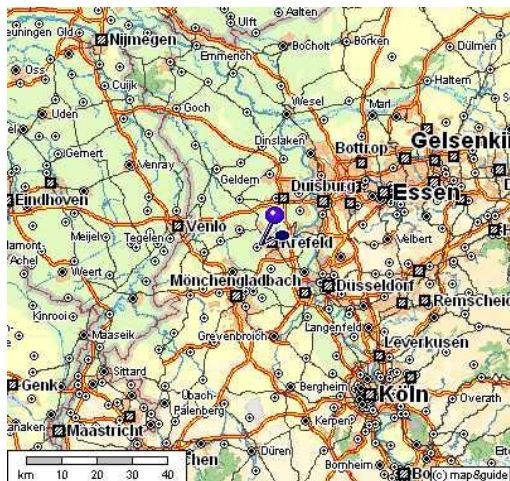 Ulft
Aalten
Nijmegen
Emmerich
Bocholt
Borken
Dülmen
Oss
Cuijk
Goch
Wesel
Haltern
Marl
Uden
Dinslaken
Bottrop
Gelsenki
Gemert
Venray
Geldern
Duisburg
Essen
Eindhoven
Venlo
Krefeld
Velbert
Meijel
Tegelen
Achel
Weert
Mönchengladbach
Düsseldorf
Remscheid
Kinrooi
Maaseik
Grevenbroich
Langenfeld
Leverkusen
Sittard
Genk
Bergheim
Köln
Overath
Übach-
Palenberg
Kerpen
Maastricht
Düren
Bornheim
chen
Bo
km 10 20 30 40
(c) map&guide